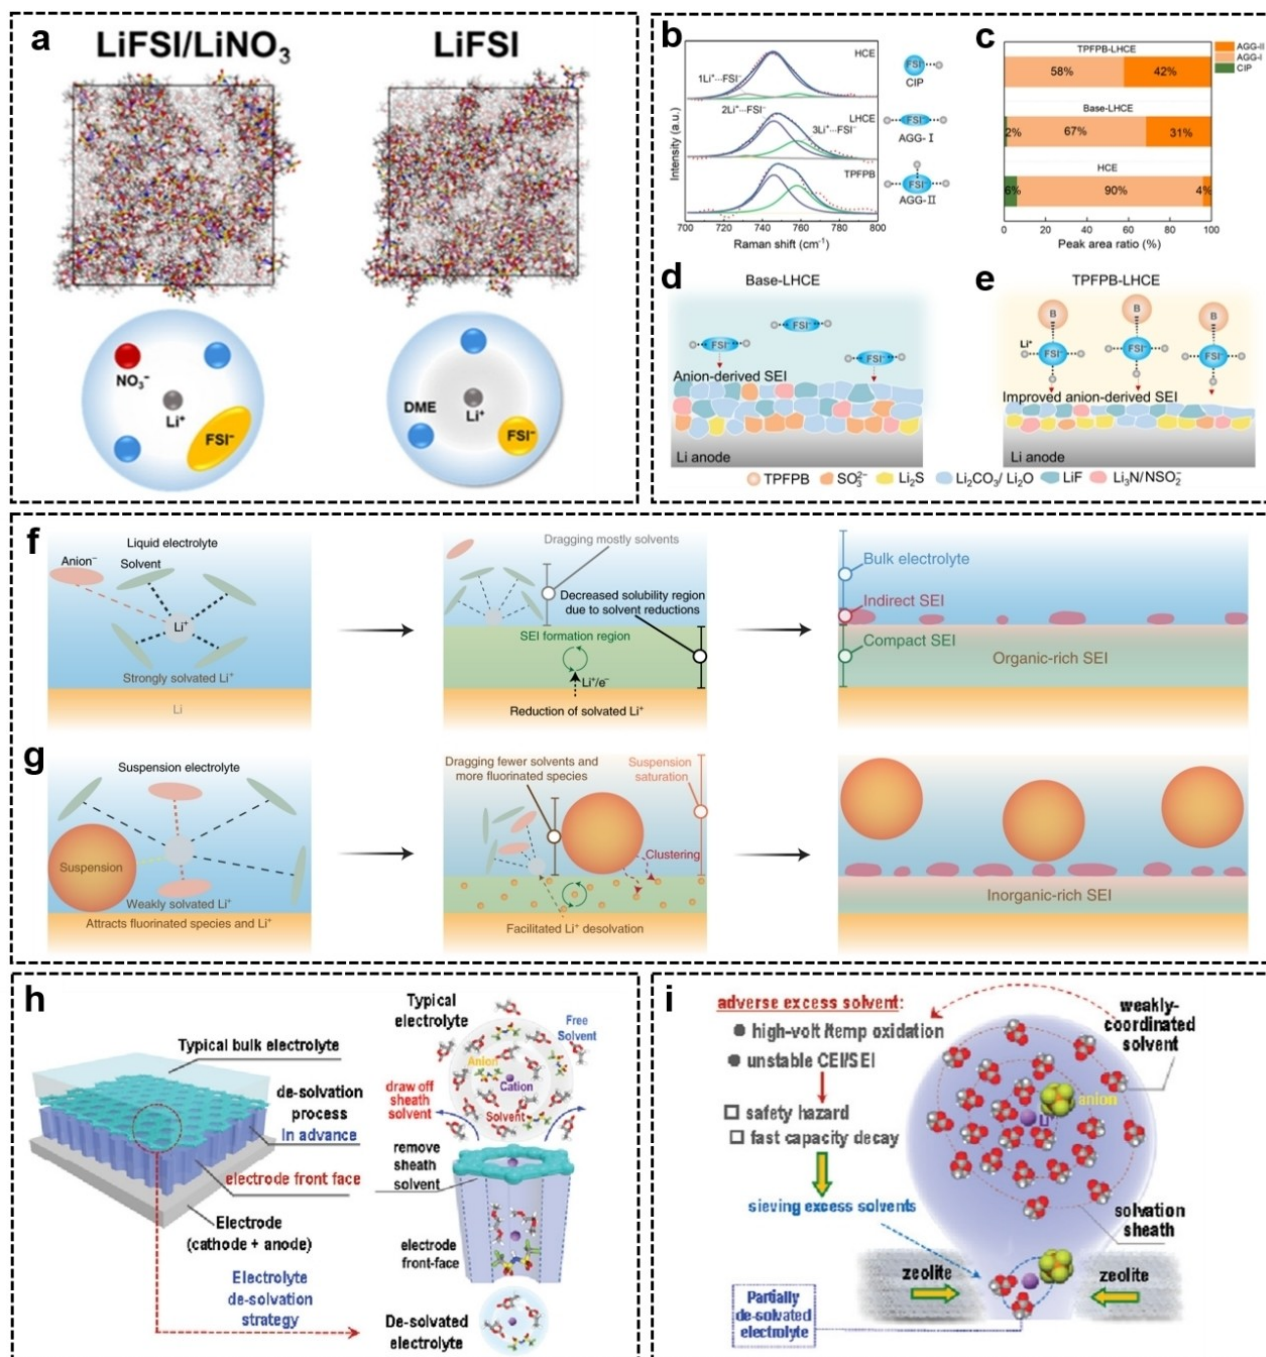 a
LiFSI/LiNO₃
LiFSI
NO₃⁻
Li⁺
FSI⁻
DME
Li⁺
FSI⁻
b
HCE
1Li⁺···FSI⁻
2Li⁺···FSI⁻
LHCE
3Li⁺···FSI⁻
TPFPB
Intensity (a.u.)
700 720 740 760 780 800
Raman shift (cm⁻¹)
FSI⁻
CIP
FSI⁻
AGG-Ⅰ
FSI⁻
AGG-Ⅱ
c
TPFPB-LHCE
58% 42%
Base-LHCE
2% 67% 31%
HCE
6% 90% 4%
0 20 40 60 80 100
Peak area ratio (%)
AGG-II
AGG-I
CIP
d
Base-LHCE
FSI⁻
FSI⁻
FSI⁻
Anion-derived SEI
Li anode
e
TPFPB-LHCE
B B B
Li⁺
FSI⁻ FSI⁻ FSI⁻
Improved anion-derived SEI
Li anode
TPFPB SO₃²⁻ Li₂S Li₂CO₃/ Li₂O LiF Li₃N/NSO₂⁻
f
Liquid electrolyte
Anion⁻
Solvent
Li⁺
Strongly solvated Li⁺
Li
Dragging mostly solvents
Decreased solubility region
due to solvent reductions
SEI formation region
Li⁺/e⁻
Reduction of solvated Li⁺
Bulk electrolyte
Indirect SEI
Compact SEI
Organic-rich SEI
g
Suspension electrolyte
Suspension
Weakly solvated Li⁺
Attracts fluorinated species and Li⁺
Dragging fewer solvents and
more fluorinated species
Suspension
saturation
Clustering
Facilitated Li⁺ desolvation
Inorganic-rich SEI
h
Typical bulk electrolyte
de-solvation
process
In advance
electrode front face
Electrode
(cathode + anode)
Electrolyte
de-solvation
strategy
Typical
electrolyte
Free
Solvent
Anion
Cation
Solvent
draw off
sheath
solvent
remove
sheath
solvent
electrode
front-face
De-solvated
electrolyte
i
adverse excess solvent:
high-volt /temp oxidation
unstable CEI/SEI
safety hazard
fast capacity decay
sieving excess solvents
weakly-
coordinated
solvent
anion
Li
solvation
sheath
zeolite
zeolite
Partially
de-solvated
electrolyte